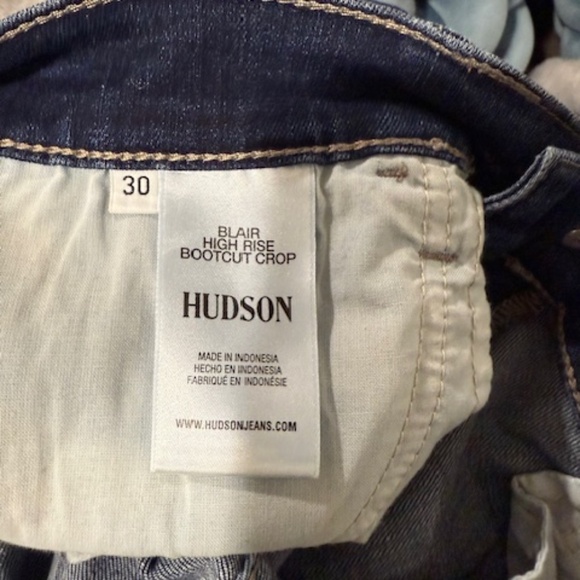 30
BLAIR
HIGH RISE
BOOTCUT CROP
HUDSON
MADE IN INDONESIA
HECHO EN INDONESIA
FABRIQUÉ EN INDONÉSIE
WWW.HUDSONJEANS.COM